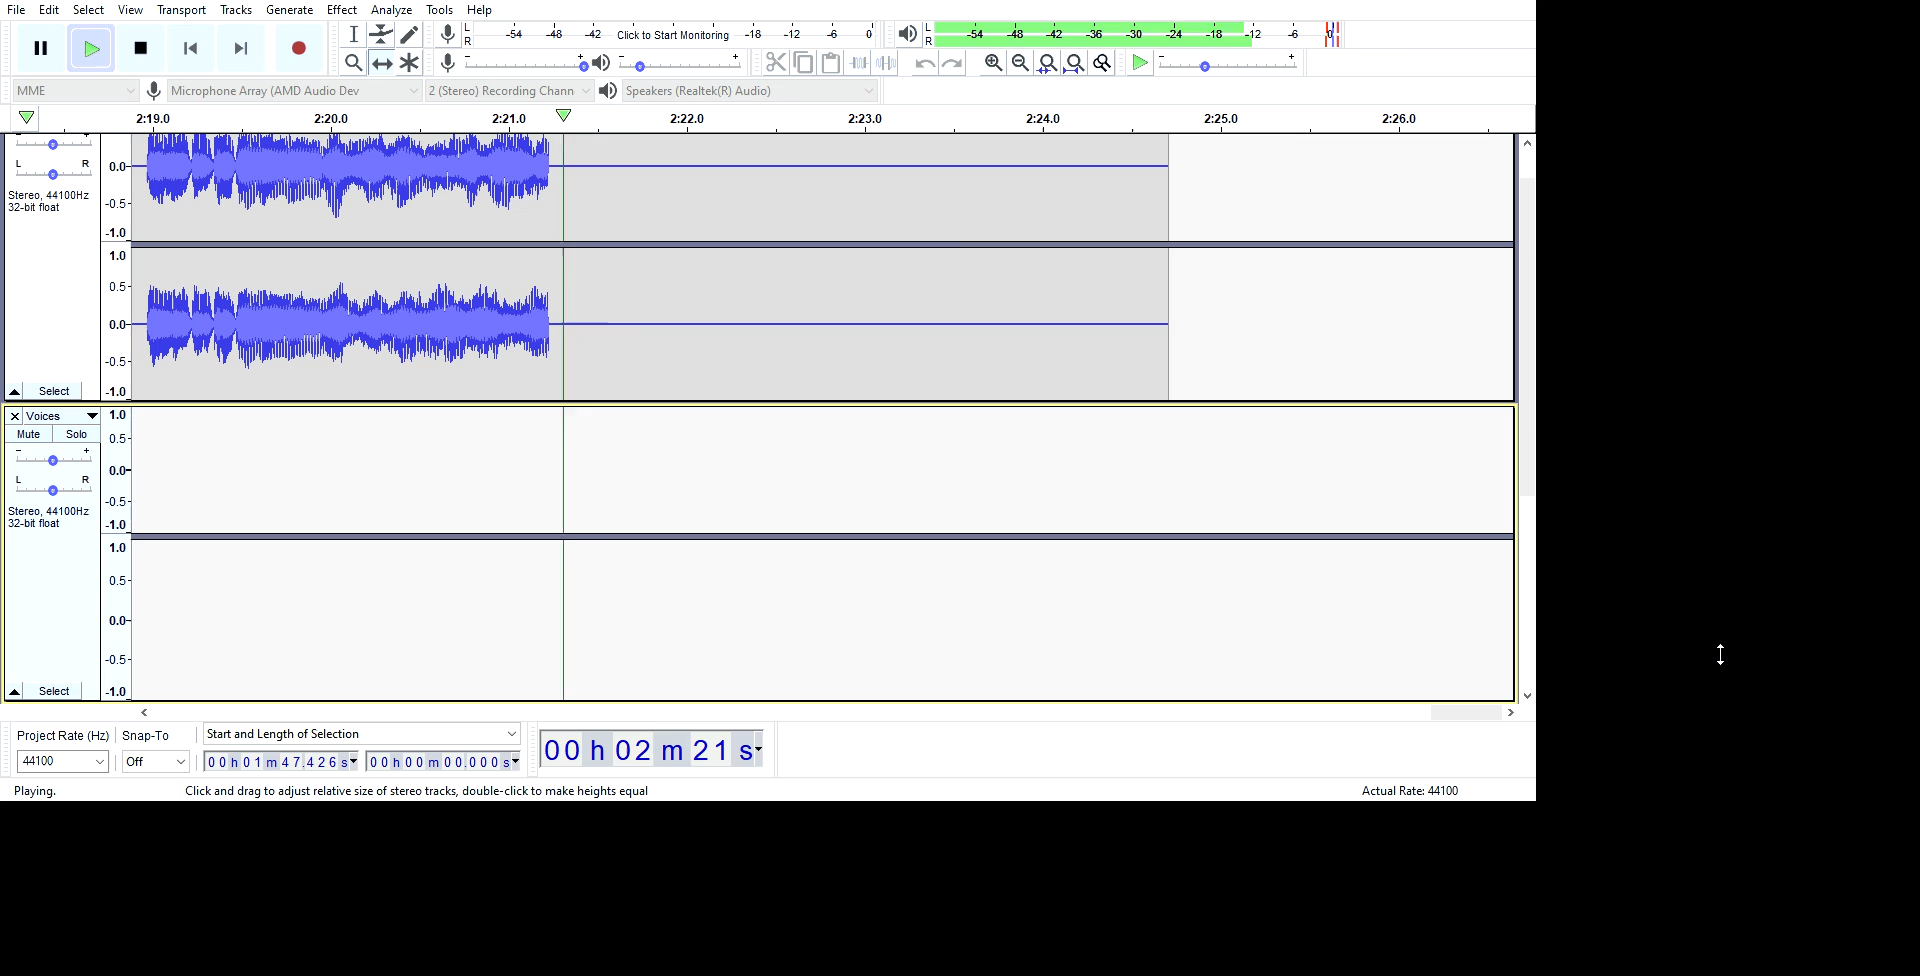 File Edit Select View Transport Tracks Generate Effect Analyze Tools Help
L R -54 -48 -42 Click to Start Monitoring -18 -12 -6 0 L R -54 -48 -42 -36 -30 -24 -18 -12 -6 0
- + - + - +
MME Microphone Array (AMD Audio Dev 2 (Stereo) Recording Chann Speakers (Realtek(R) Audio)
2:19.0 2:20.0 2:21.0 2:22.0 2:23.0 2:24.0 2:25.0 2:26.0
- +
L R 0.0
Stereo, 44100Hz -0.5
32-bit float
-1.0
1.0
0.5
0.0
-0.5
Select -1.0
Voices 1.0
Mute Solo 0.5
- +
0.0
L R
-0.5
Stereo, 44100Hz
32-bit float -1.0
1.0
0.5
0.0
-0.5
Select -1.0
Project Rate (Hz) Snap-To Start and Length of Selection
44100 Off 00h01m47.426s 00h00m00.000s 00 h 02 m 21 s
Playing. Click and drag to adjust relative size of stereo tracks, double-click to make heights equal Actual Rate: 44100